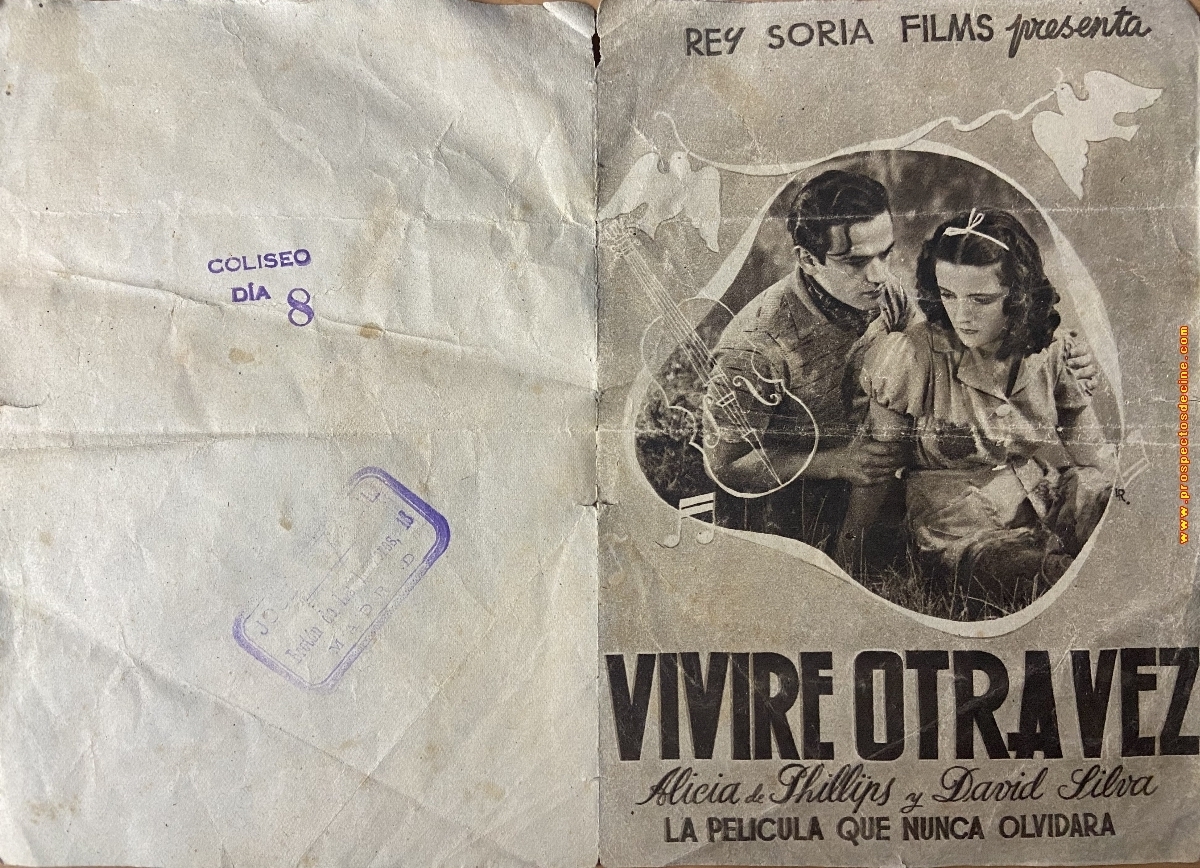 COLISEO
DÍA 8
MADRID
REY SORIA FILMS presenta
R.
VIVIRE OTRA VEZ
Alicia de Phillips y David Silva
LA PELICULA QUE NUNCA OLVIDARA
www.prospectosdecine.com